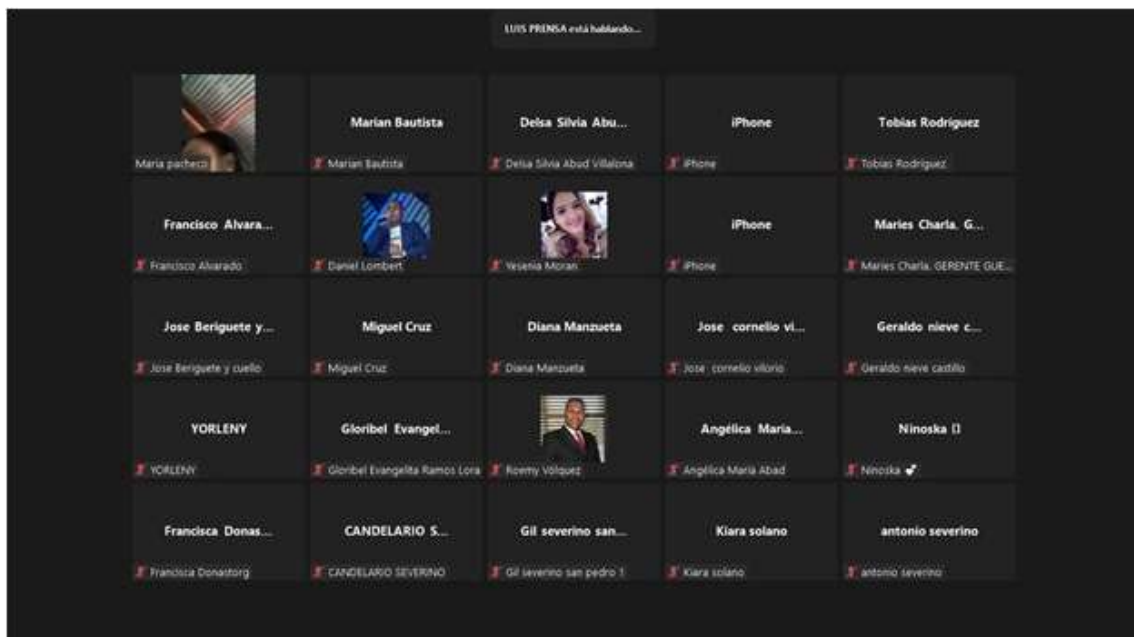 LUIS PRENSA está hablando...
Maria pacheco
Marian Bautista
Marian Bautista
Delsa Silvia Abu...
Delsa Silvia Abud Villalona
iPhone
iPhone
Tobias Rodriguez
Tobias Rodriguez
Francisco Alvara...
Francisco Alvarado
Daniel Lombert
Yesenia Moran
iPhone
iPhone
Maries Charla, G...
Maries Charla, GERENTE GUE...
Jose Beriguete y...
Jose Beriguete y cuello
Miguel Cruz
Miguel Cruz
Diana Manzueta
Diana Manzueta
Jose cornelio vi...
Jose cornelio vilorio
Geraldo nieve c...
Geraldo nieve castillo
YORLENY
YORLENY
Gloribel Evangel...
Gloribel Evangelita Ramos Lora
Roemy Vólquez
Angélica Maria...
Angélica Maria Abad
Ninoska
Ninoska
Francisca Donas...
Francisca Donastorg
CANDELARIO S...
CANDELARIO SEVERINO
Gil severino san...
Gil severino san pedro 1
Kiara solano
Kiara solano
antonio severino
antonio severino